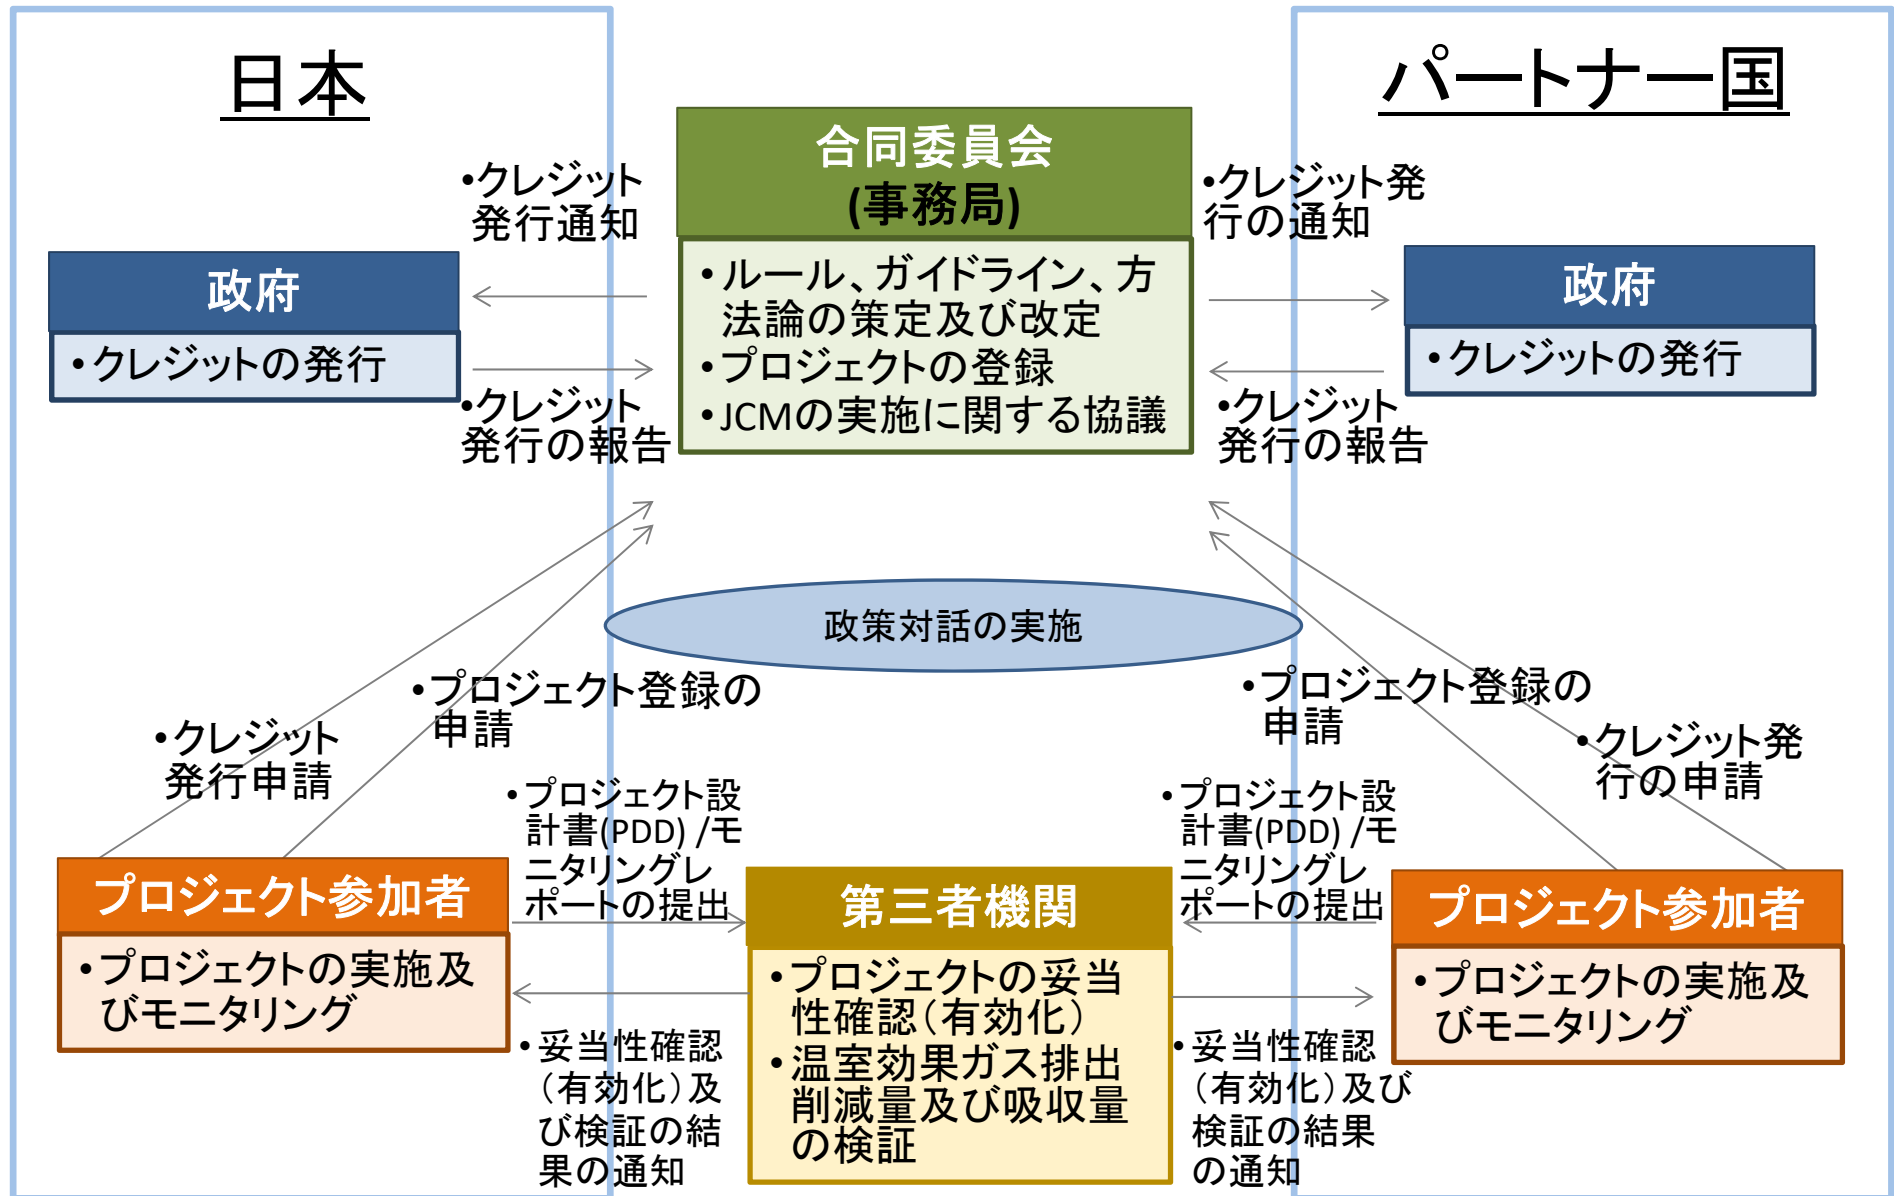 日本
パートナー国
合同委員会
(事務局)
•クレジット
発行通知
•クレジット発
行の通知
政府
•クレジットの発行
•ルール、ガイドライン、方
法論の策定及び改定
•プロジェクトの登録
•JCMの実施に関する協議
政府
•クレジットの発行
•クレジット
発行の報告
•クレジット
発行の報告
政策対話の実施
•プロジェクト登録の
申請
•クレジット
発行申請
•プロジェクト登録の
申請
•クレジット発
行の申請
•プロジェクト設
計書(PDD) /モ
ニタリングレ
ポートの提出
•プロジェクト設
計書(PDD) /モ
ニタリングレ
ポートの提出
プロジェクト参加者
•プロジェクトの実施及
びモニタリング
第三者機関
•プロジェクトの妥当
性確認(有効化)
•温室効果ガス排出
削減量及び吸収量
の検証
プロジェクト参加者
•プロジェクトの実施及
びモニタリング
•妥当性確認
(有効化)及
び検証の結
果の通知
•妥当性確認
(有効化)及び
検証の結果
の通知